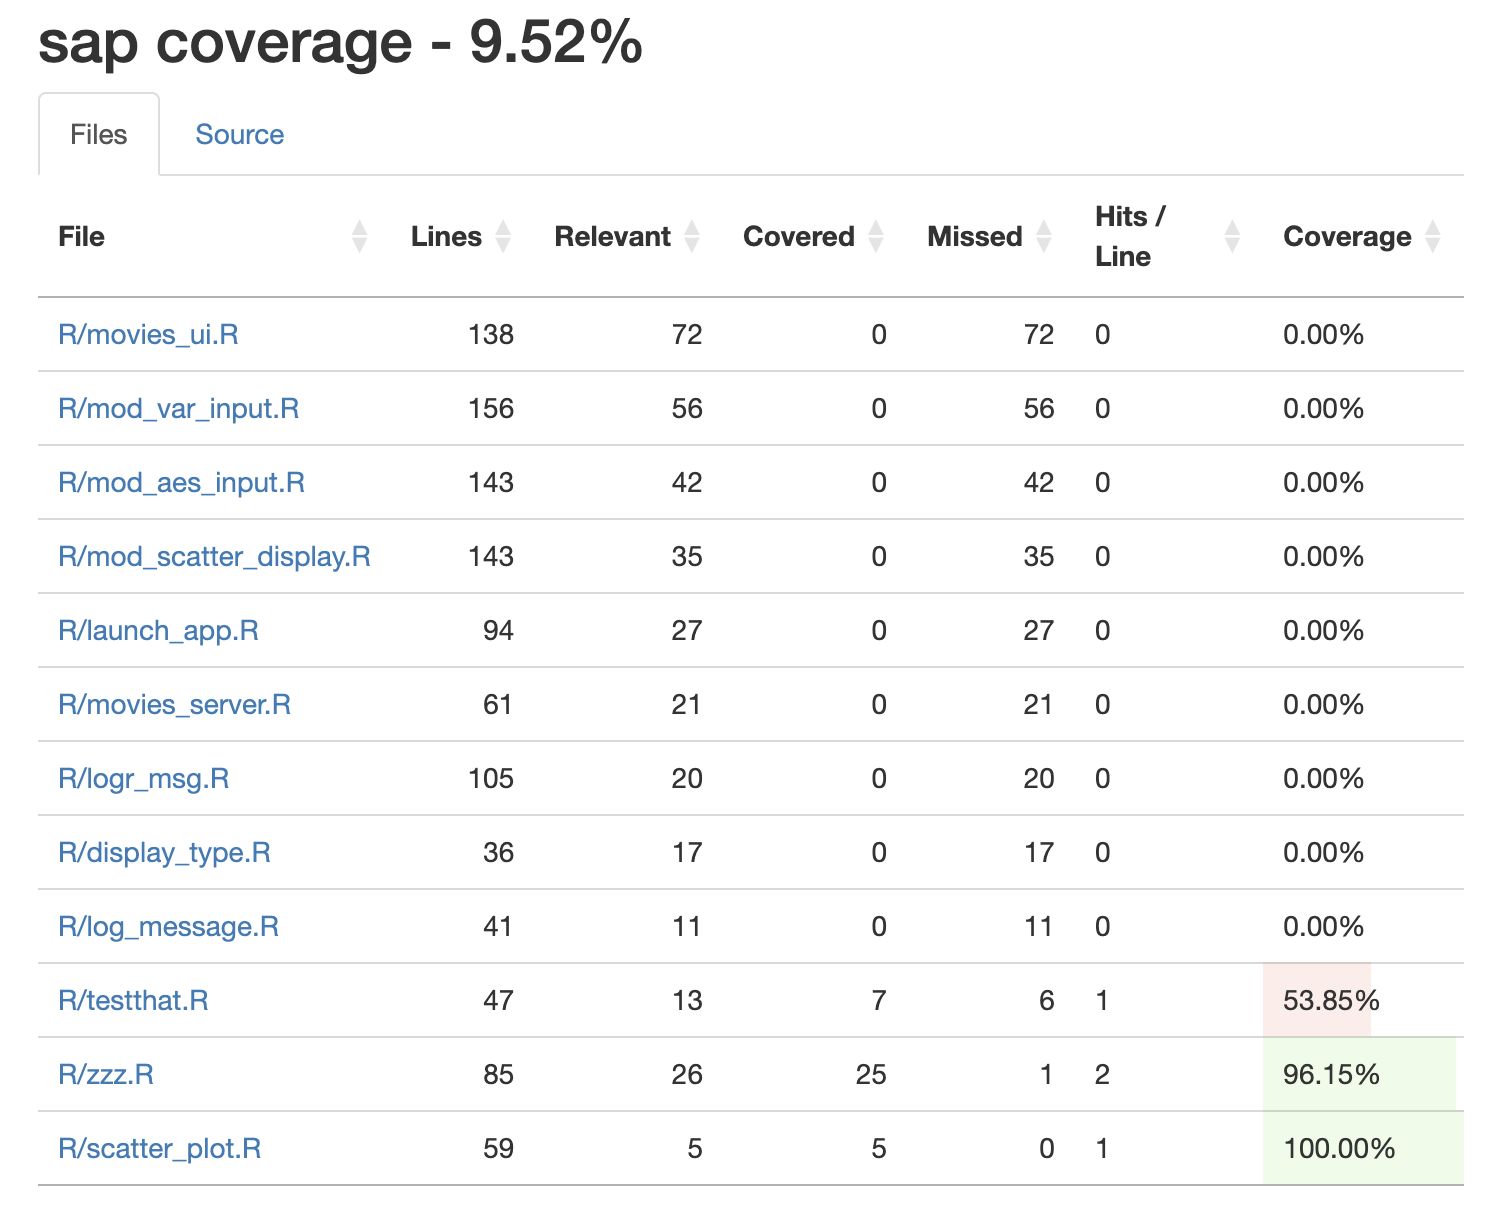 sap coverage - 9.52%
Files Source
File Lines Relevant Covered Missed Hits / Line Coverage
R/movies_ui.R 138 72 0 72 0 0.00%
R/mod_var_input.R 156 56 0 56 0 0.00%
R/mod_aes_input.R 143 42 0 42 0 0.00%
R/mod_scatter_display.R 143 35 0 35 0 0.00%
R/launch_app.R 94 27 0 27 0 0.00%
R/movies_server.R 61 21 0 21 0 0.00%
R/logr_msg.R 105 20 0 20 0 0.00%
R/display_type.R 36 17 0 17 0 0.00%
R/log_message.R 41 11 0 11 0 0.00%
R/testthat.R 47 13 7 6 1 53.85%
R/zzz.R 85 26 25 1 2 96.15%
R/scatter_plot.R 59 5 5 0 1 100.00%